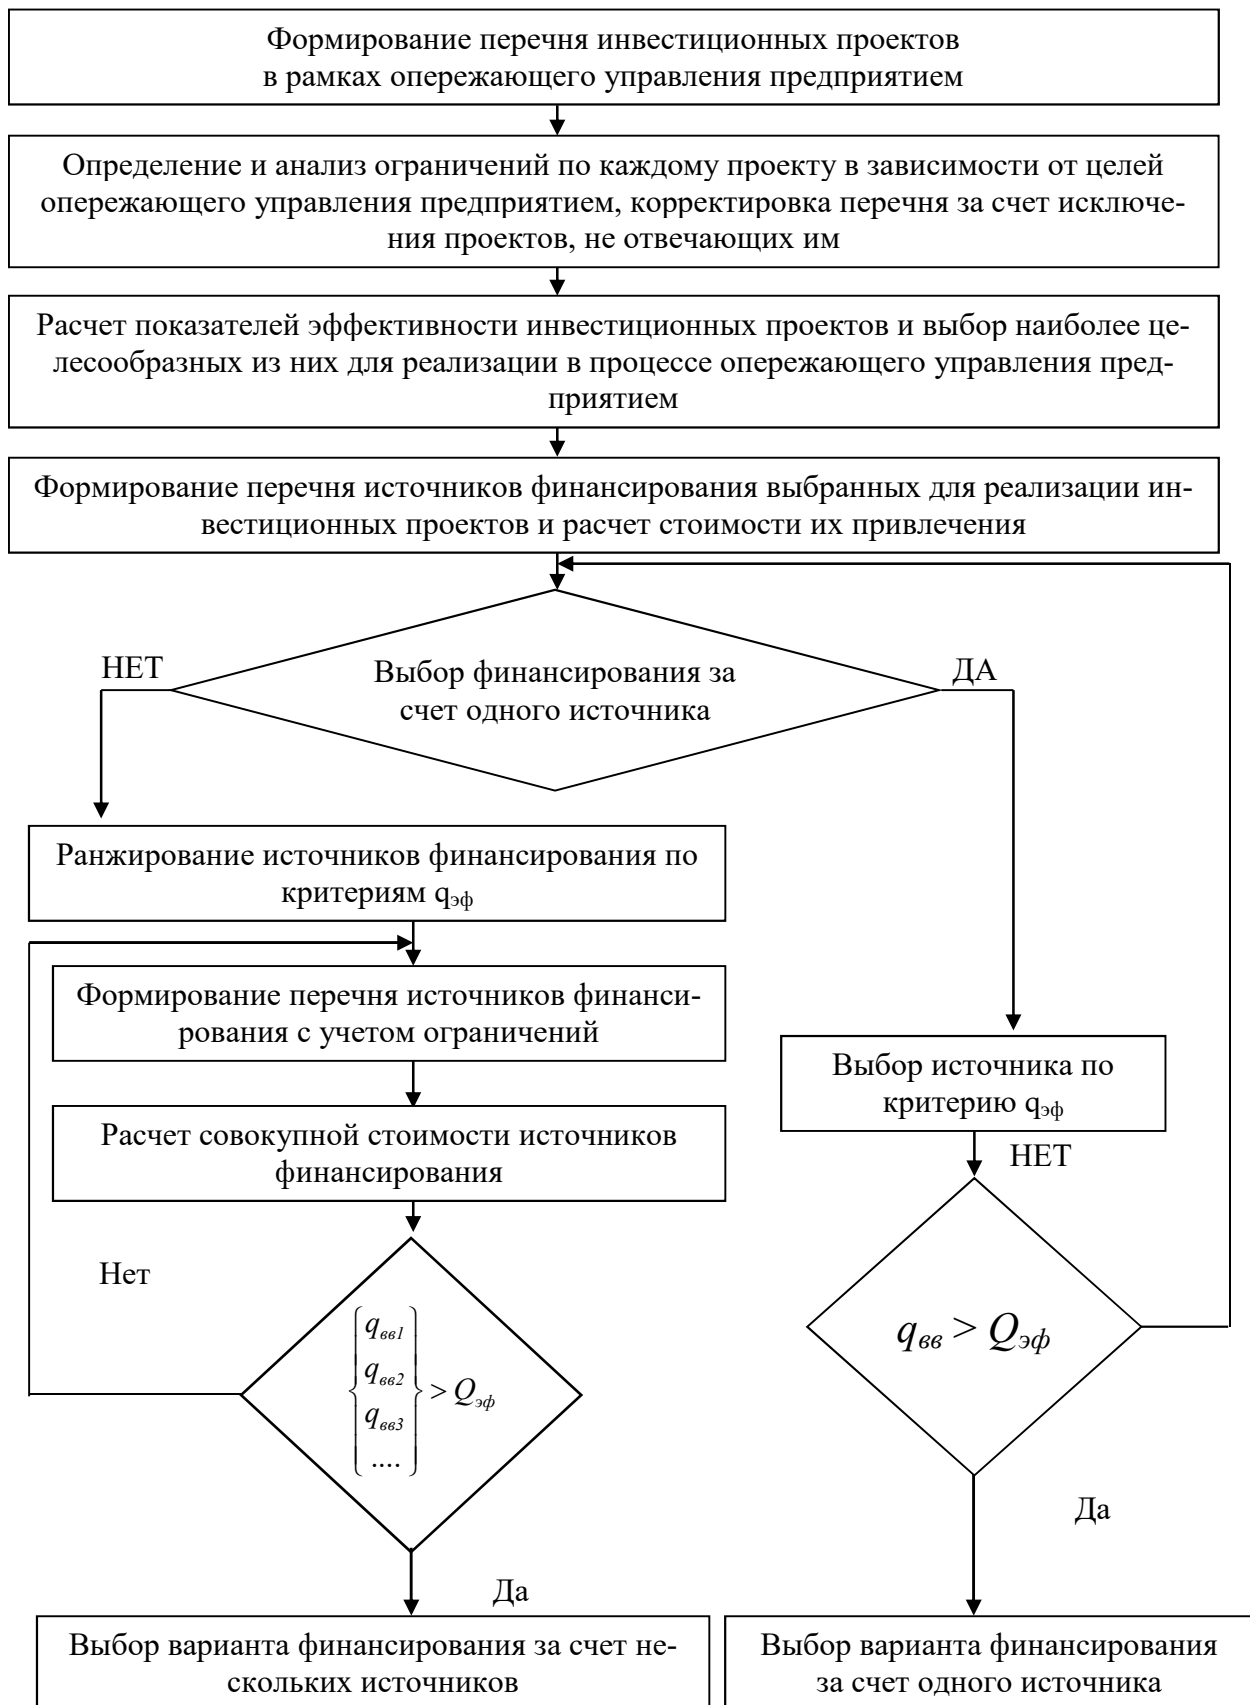 Формирование перечня инвестиционных проектов
в рамках опережающего управления предприятием
Определение и анализ ограничений по каждому проекту в зависимости от целей
опережающего управления предприятием, корректировка перечня за счет исключе-
ния проектов, не отвечающих им
Расчет показателей эффективности инвестиционных проектов и выбор наиболее це-
лесообразных из них для реализации в процессе опережающего управления пред-
приятием
Формирование перечня источников финансирования выбранных для реализации ин-
вестиционных проектов и расчет стоимости их привлечения
НЕТ
Выбор финансирования за
счет одного источника
ДА
Ранжирование источников финансирования по
критериям qэф
Формирование перечня источников финанси-
рования с учетом ограничений
Расчет совокупной стоимости источников
финансирования
Выбор источника по
критерию qэф
НЕТ
Нет
qвв1
qвв2
qвв3
....
> Qэф
qвв > Qэф
Да
Да
Выбор варианта финансирования за счет не-
скольких источников
Выбор варианта финансирования
за счет одного источника